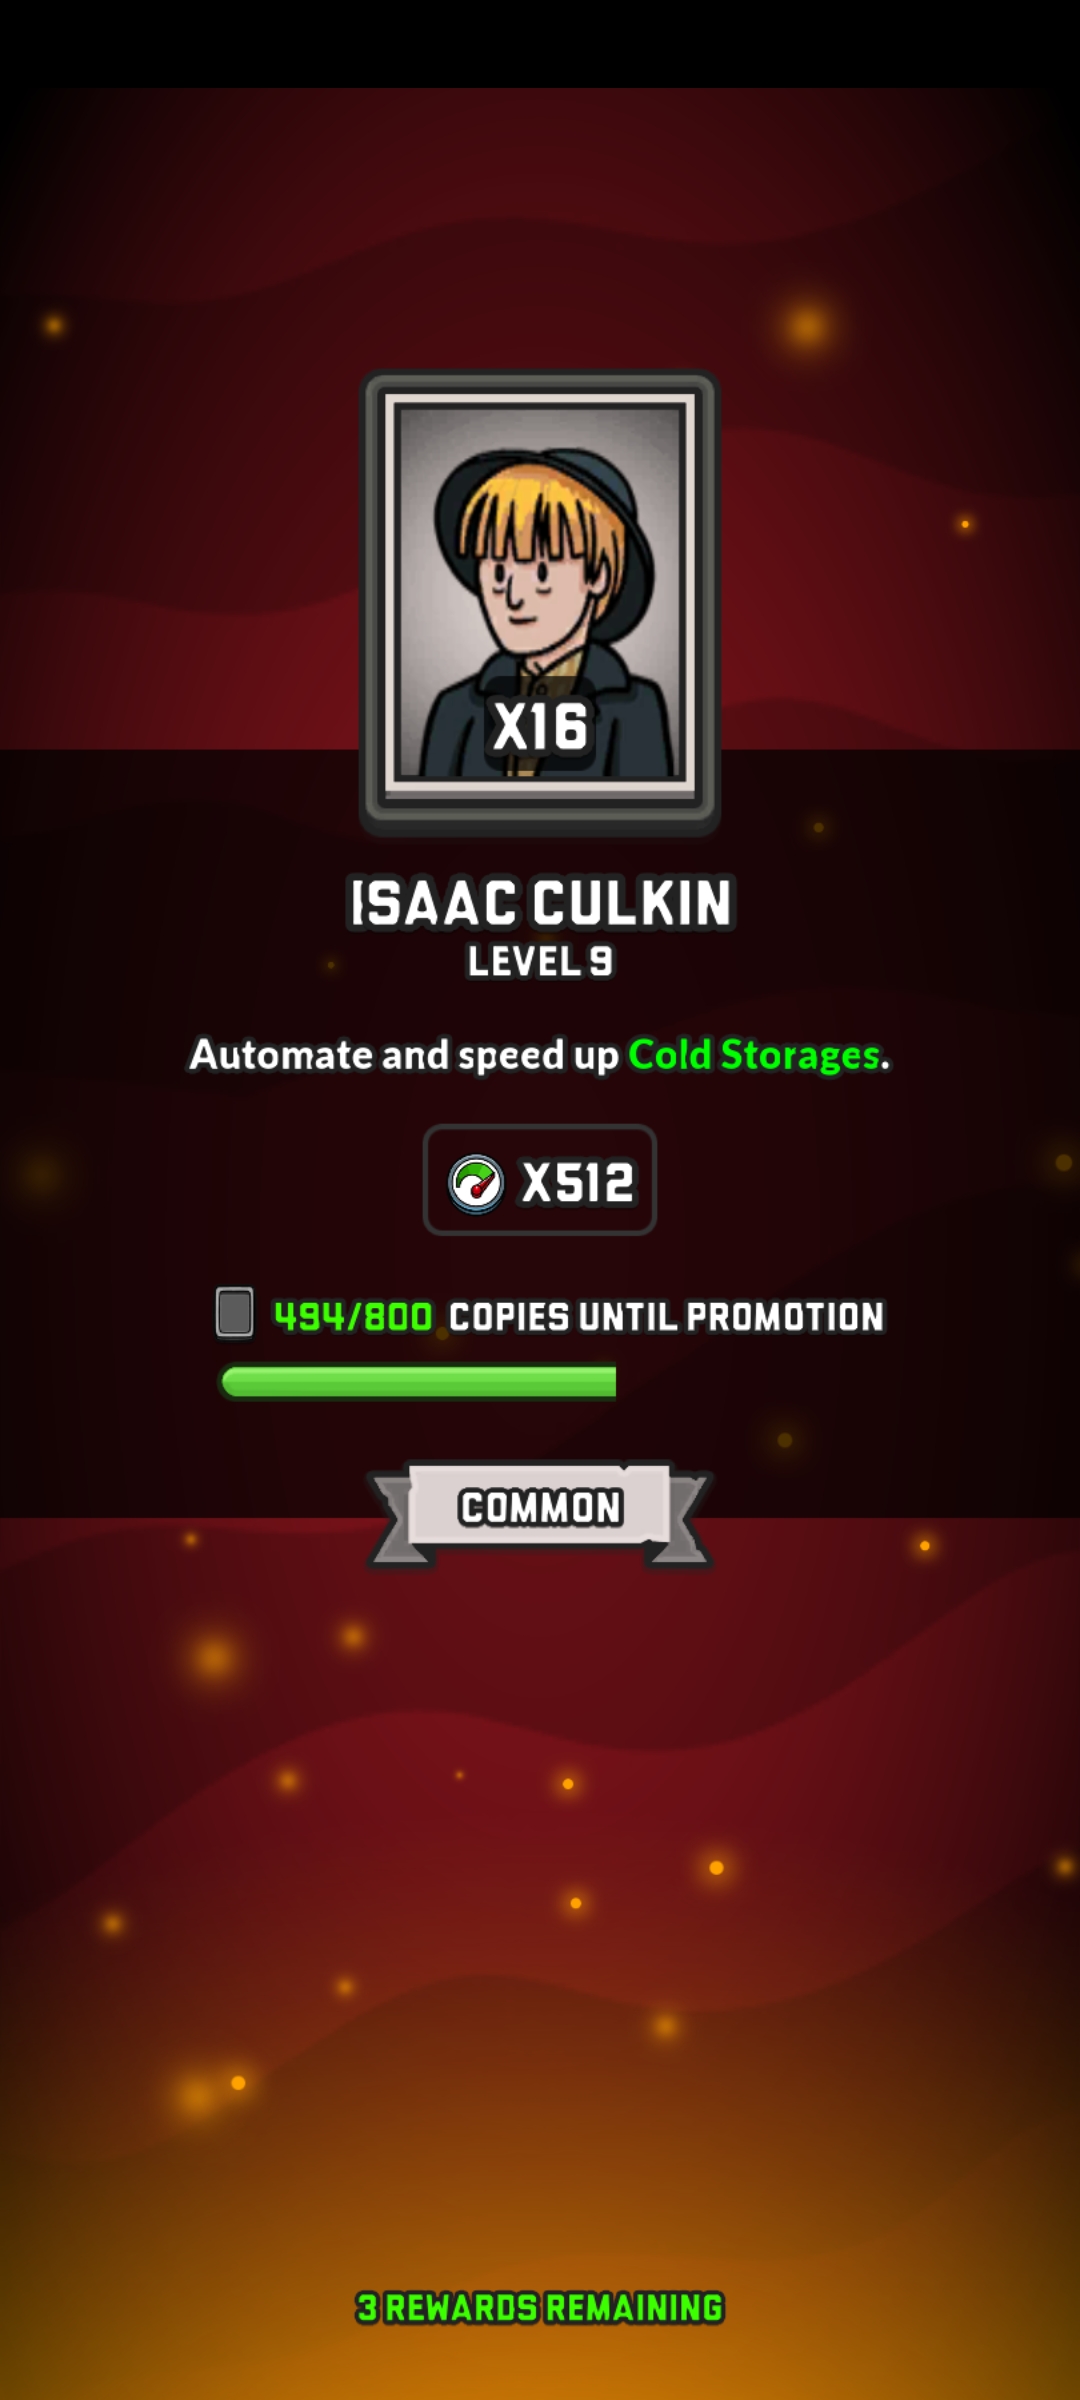 X16
ISAAC CULKIN
LEVEL 9
Automate and speed up Cold Storages.
X512
494/800 COPIES UNTIL PROMOTION
COMMON
3 REWARDS REMAINING